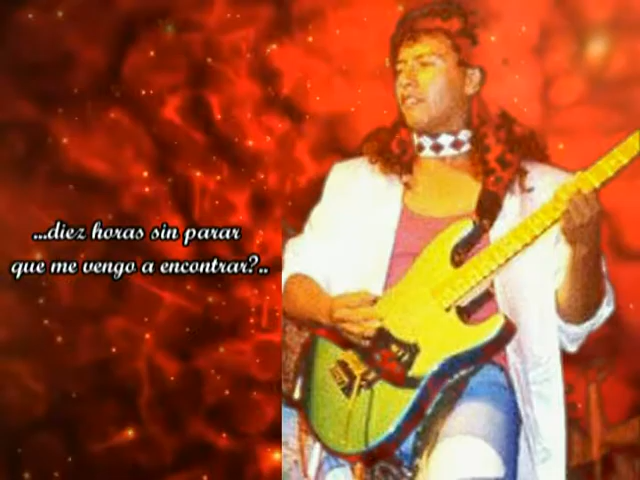 ...diez horas sin parar
que me vengo a encontrar?..